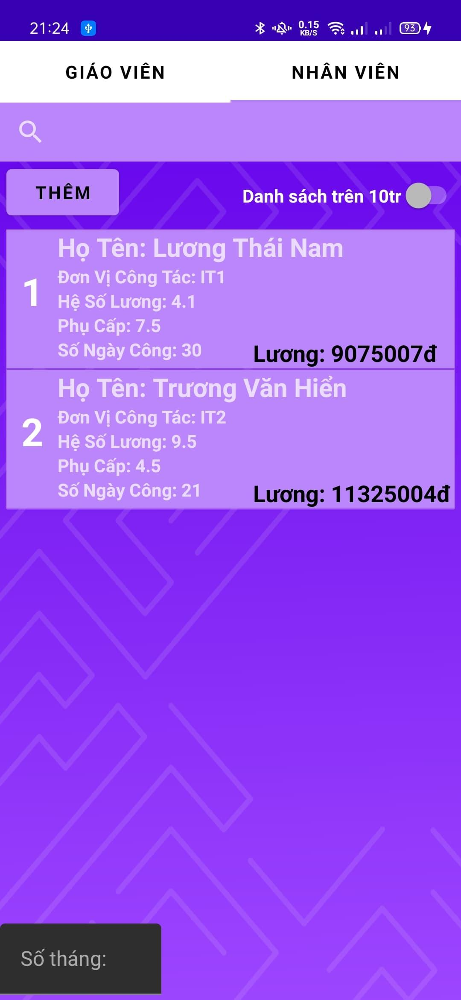 21:24
0.15
KB/S
93
GIÁO VIÊN
NHÂN VIÊN
THÊM
Danh sách trên 10tr
1
Họ Tên: Lương Thái Nam
Đơn Vị Công Tác: IT1
Hệ Số Lương: 4.1
Phụ Cấp: 7.5
Số Ngày Công: 30
Lương: 9075007đ
2
Họ Tên: Trương Văn Hiển
Đơn Vị Công Tác: IT2
Hệ Số Lương: 9.5
Phụ Cấp: 4.5
Số Ngày Công: 21
Lương: 11325004đ
Số tháng: